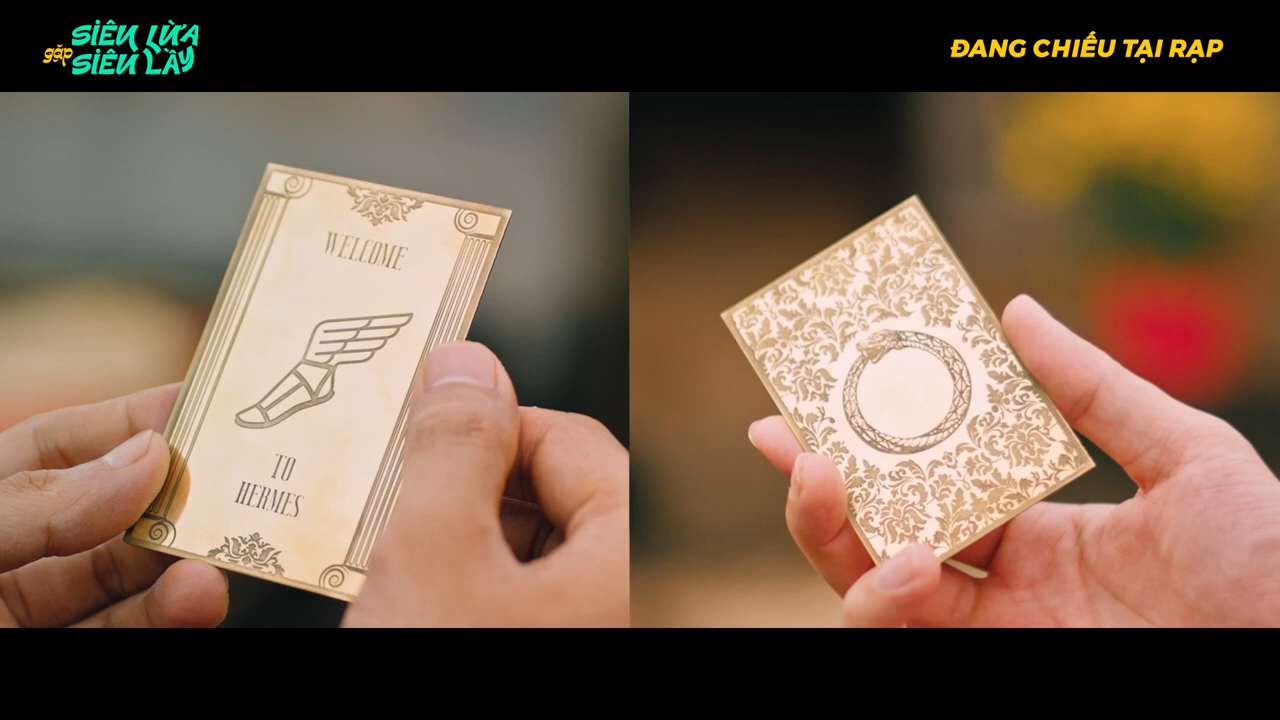 SIÊU LỪA
gặp
SIÊU LẦY
ĐANG CHIẾU TẠI RẠP
WELCOME
TO
HERMES